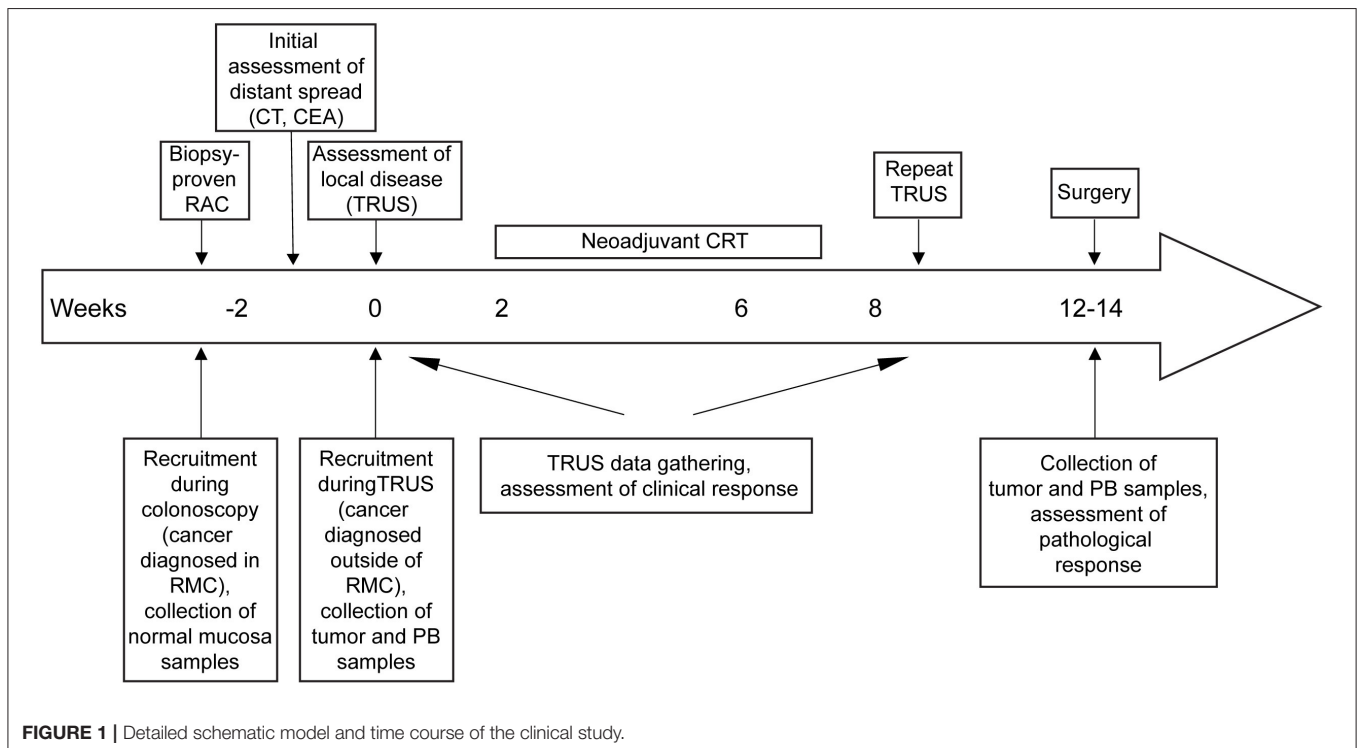 Initial
assessment of
distant spread
(CT, CEA)
Biopsy-
proven
RAC
Assessment of
local disease
(TRUS)
Neoadjuvant CRT
Repeat
TRUS
Surgery
Weeks -2 0 2 6 8 12-14
Recruitment
during
colonoscopy
(cancer
diagnosed in
RMC),
collection of
normal mucosa
samples
Recruitment
duringTRUS
(cancer
diagnosed
outside of
RMC),
collection of
tumor and PB
samples
TRUS data gathering,
assessment of clinical response
Collection of
tumor and PB samples,
assessment of
pathological
response
FIGURE 1 | Detailed schematic model and time course of the clinical study.